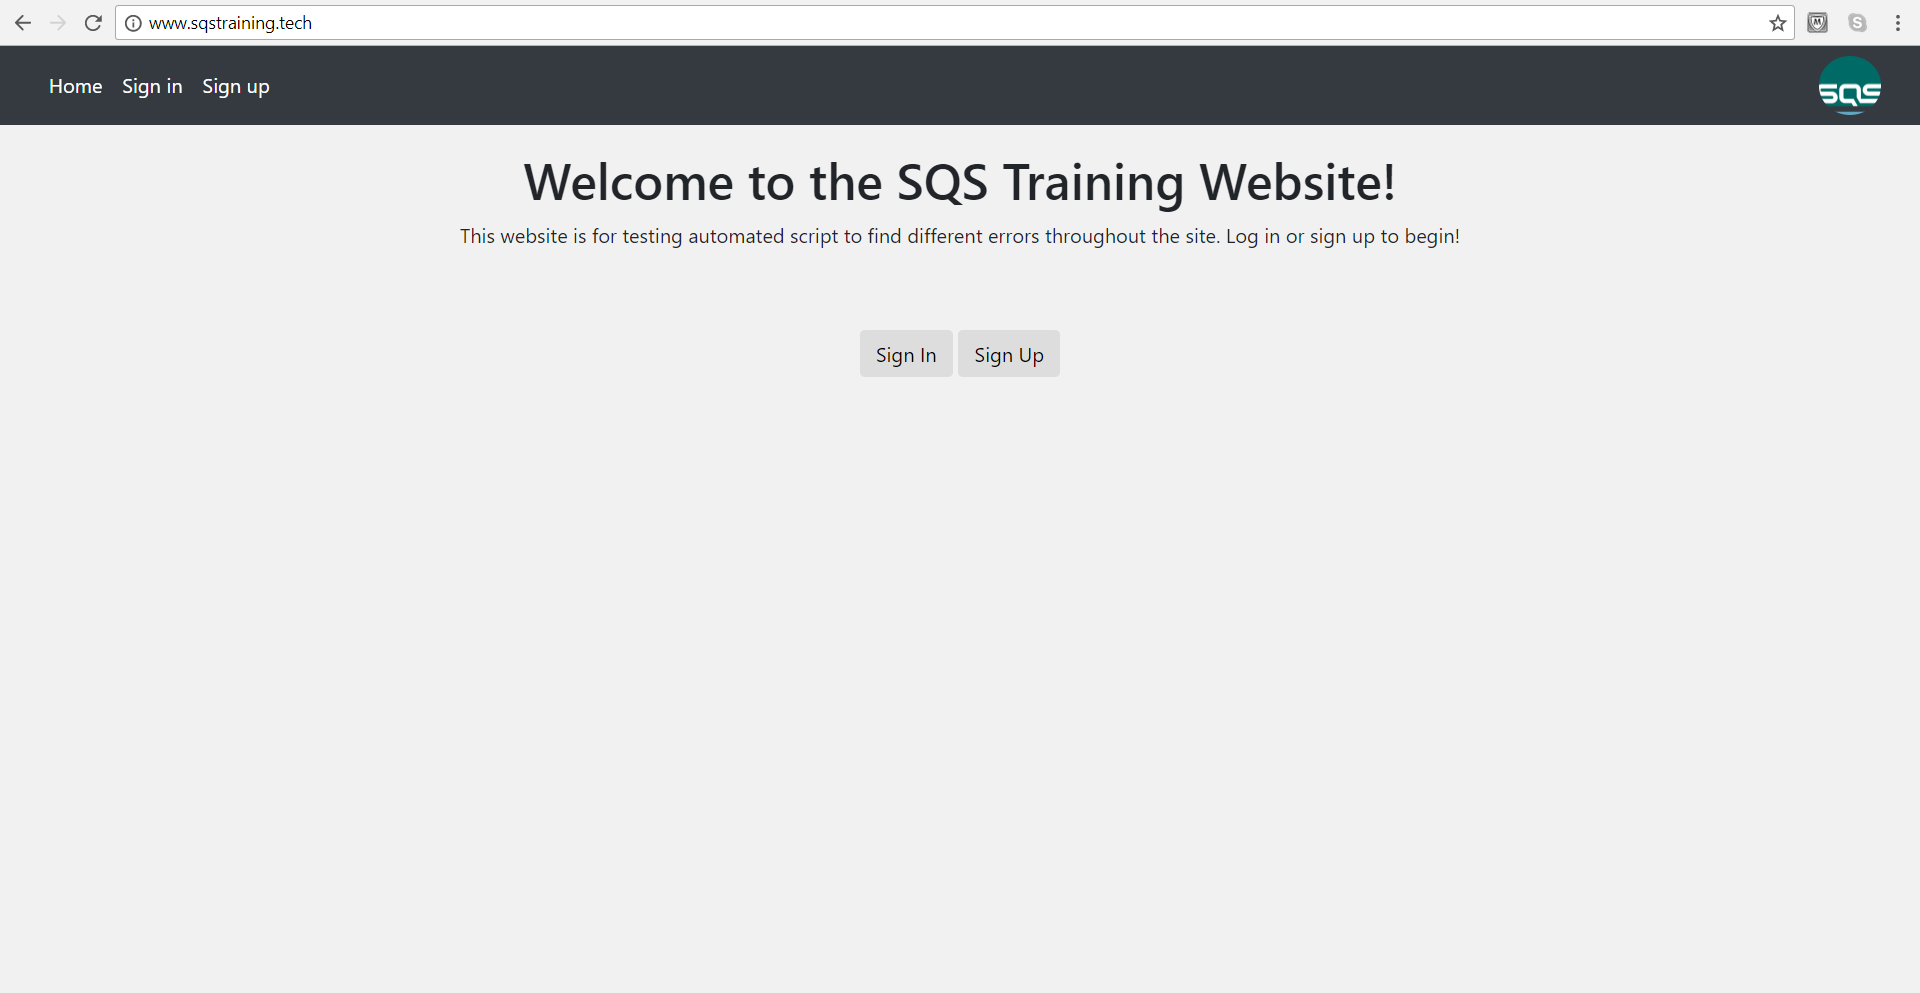 www.sqstraining.tech
Home Sign in Sign up
SQS
Welcome to the SQS Training Website!
This website is for testing automated script to find different errors throughout the site. Log in or sign up to begin!
Sign In Sign Up